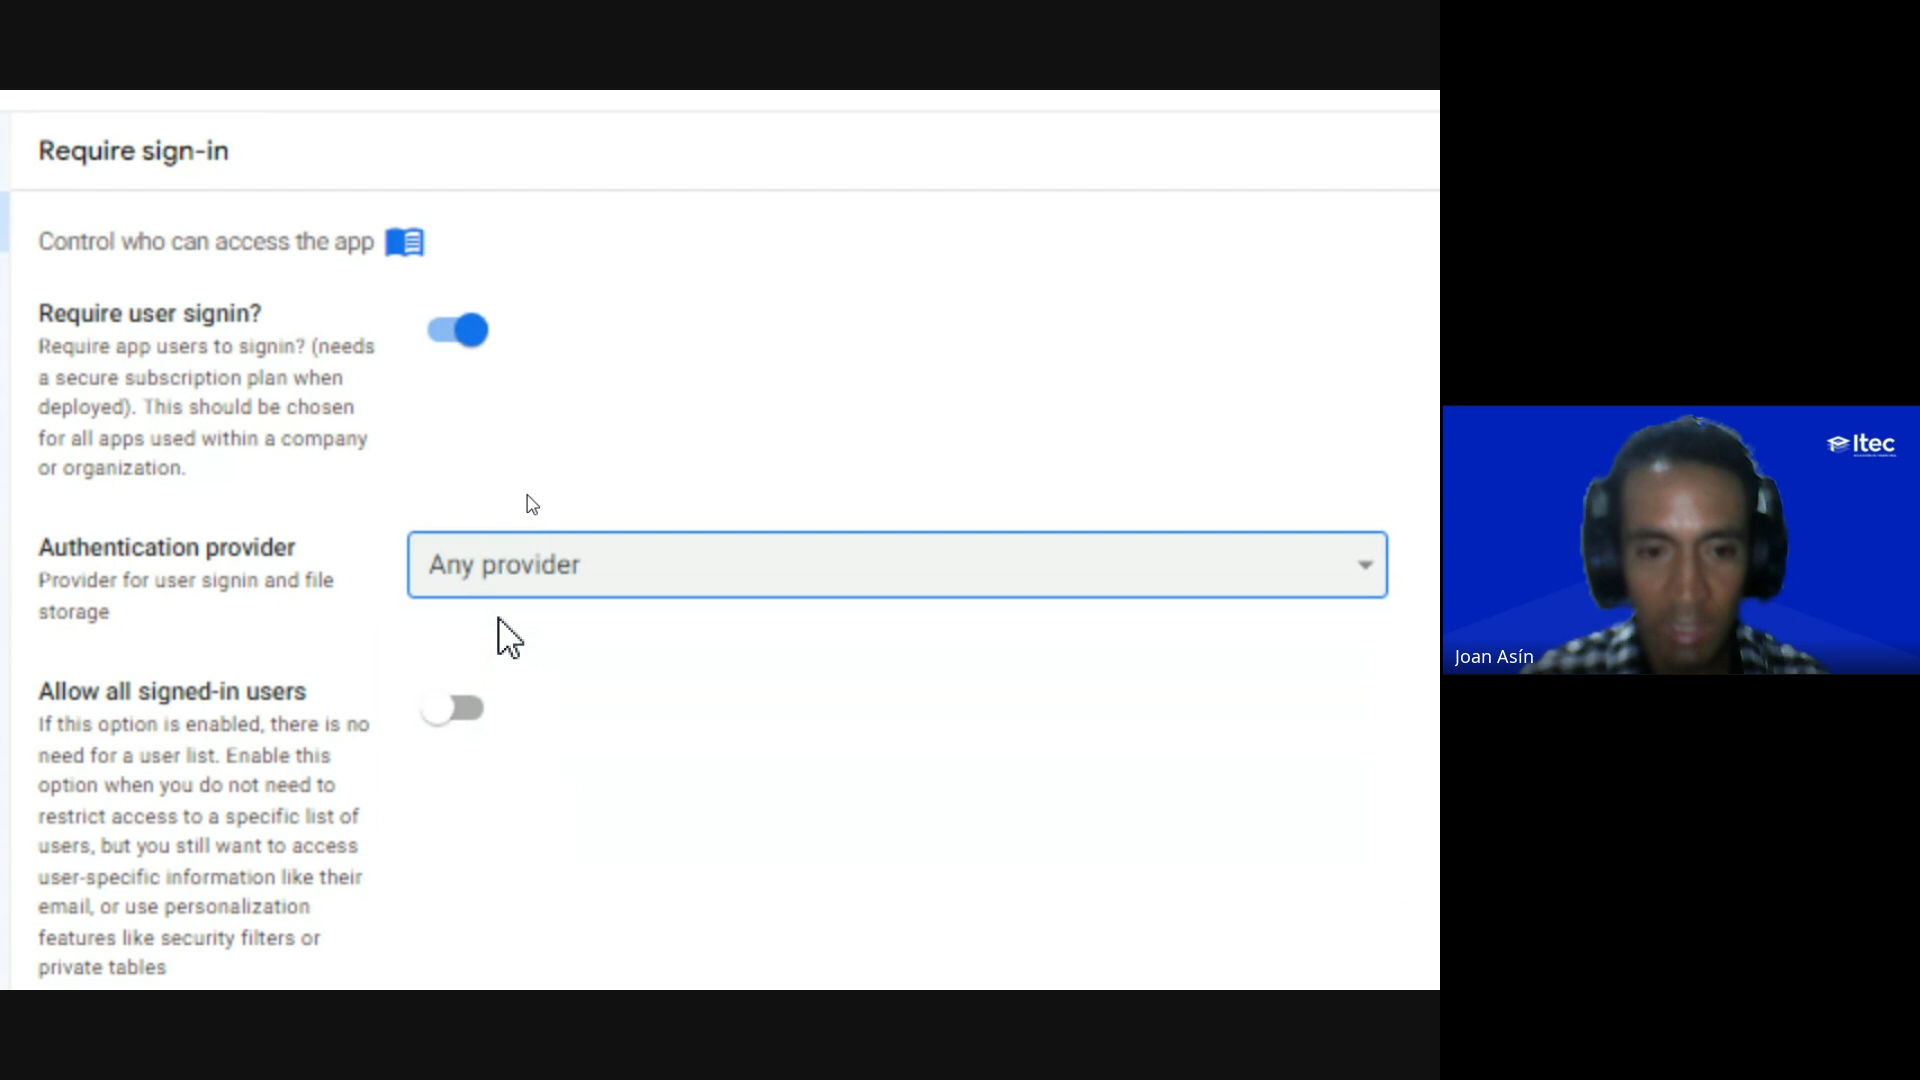 Require sign-in
Control who can access the app
Require user signin?
Require app users to signin? (needs
a secure subscription plan when
deployed). This should be chosen
for all apps used within a company
or organization.
Authentication provider
Provider for user signin and file
storage
Any provider
Allow all signed-in users
If this option is enabled, there is no
need for a user list. Enable this
option when you do not need to
restrict access to a specific list of
users, but you still want to access
user-specific information like their
email, or use personalization
features like security filters or
private tables
Itec
Joan Asín